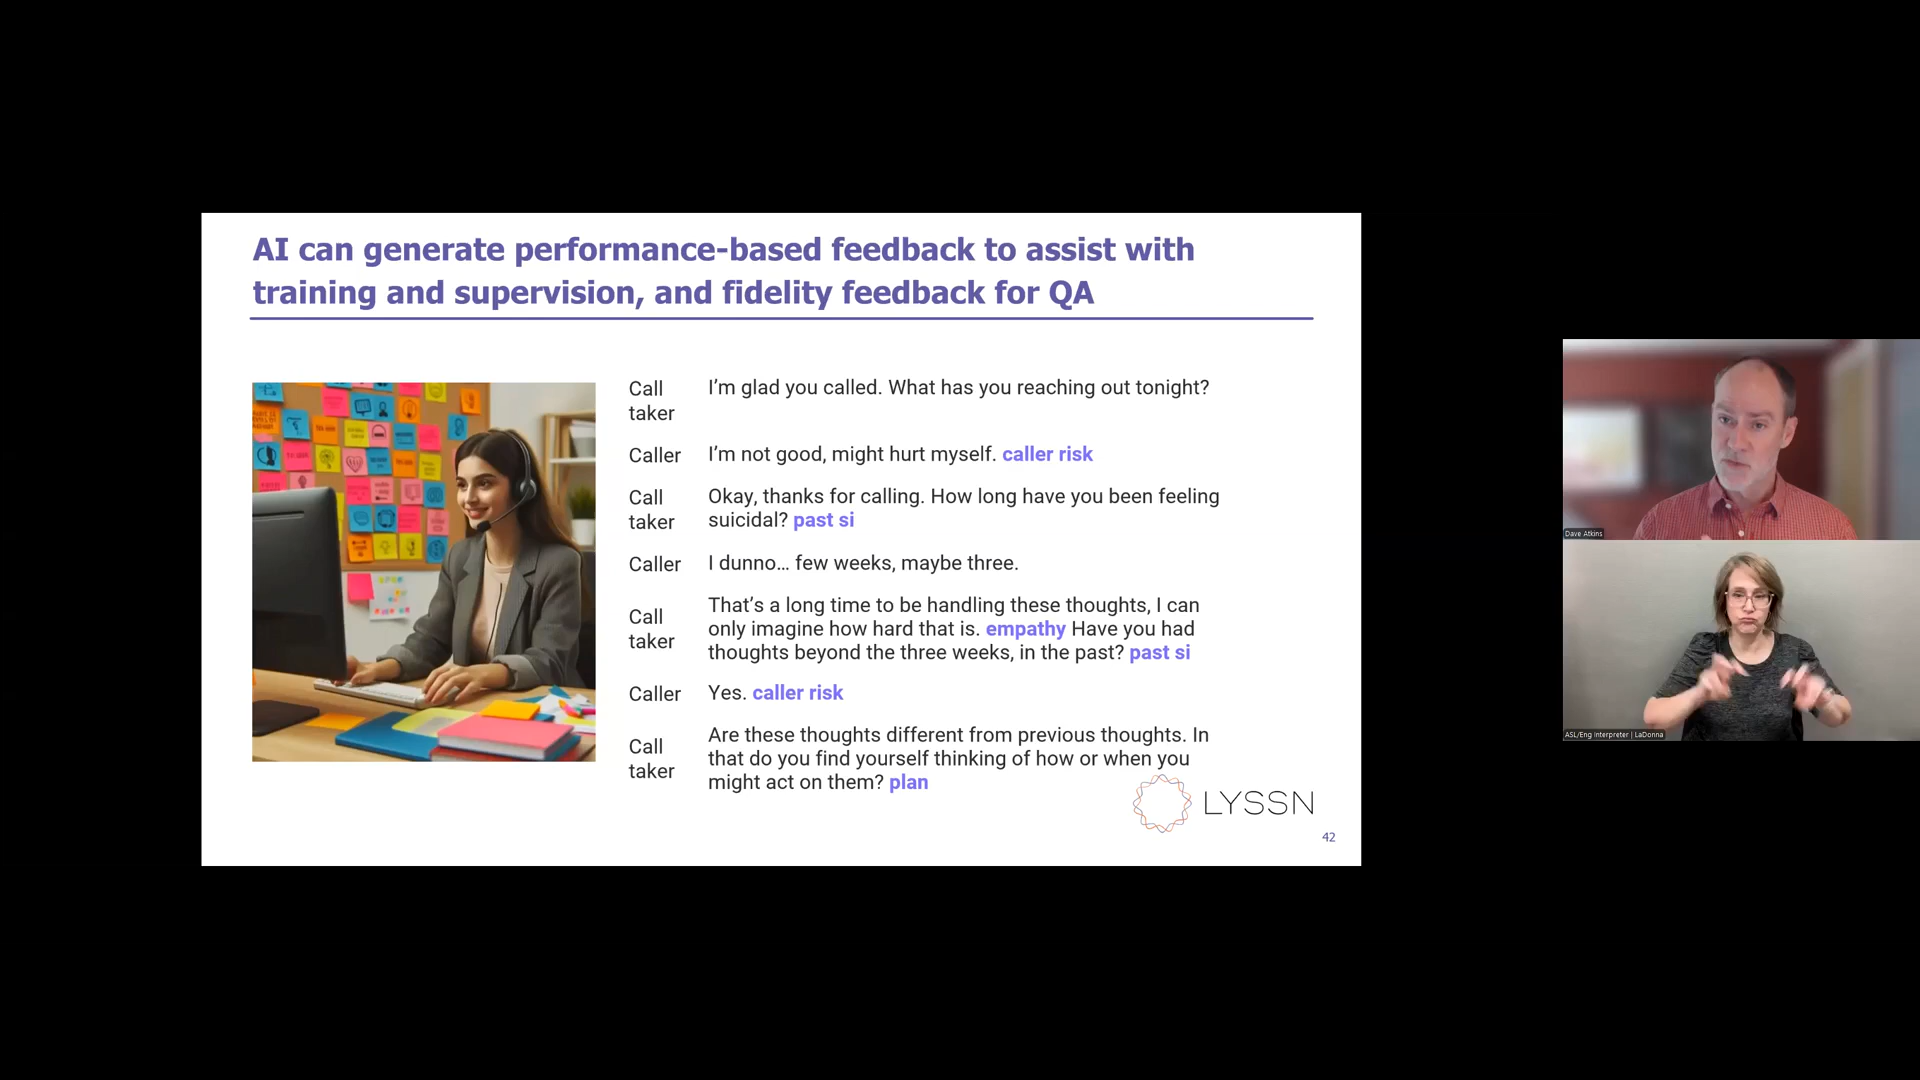 AI can generate performance-based feedback to assist with
training and supervision, and fidelity feedback for QA
Call
taker
I’m glad you called. What has you reaching out tonight?
Caller
I’m not good, might hurt myself. caller risk
Call
taker
Okay, thanks for calling. How long have you been feeling
suicidal? past si
Caller
I dunno… few weeks, maybe three.
Call
taker
That’s a long time to be handling these thoughts, I can
only imagine how hard that is. empathy Have you had
thoughts beyond the three weeks, in the past? past si
Caller
Yes. caller risk
Call
taker
Are these thoughts different from previous thoughts. In
that do you find yourself thinking of how or when you
might act on them? plan
LYSSN
42
Dave Atkins
ASL/Eng Interpreter | LaDonna